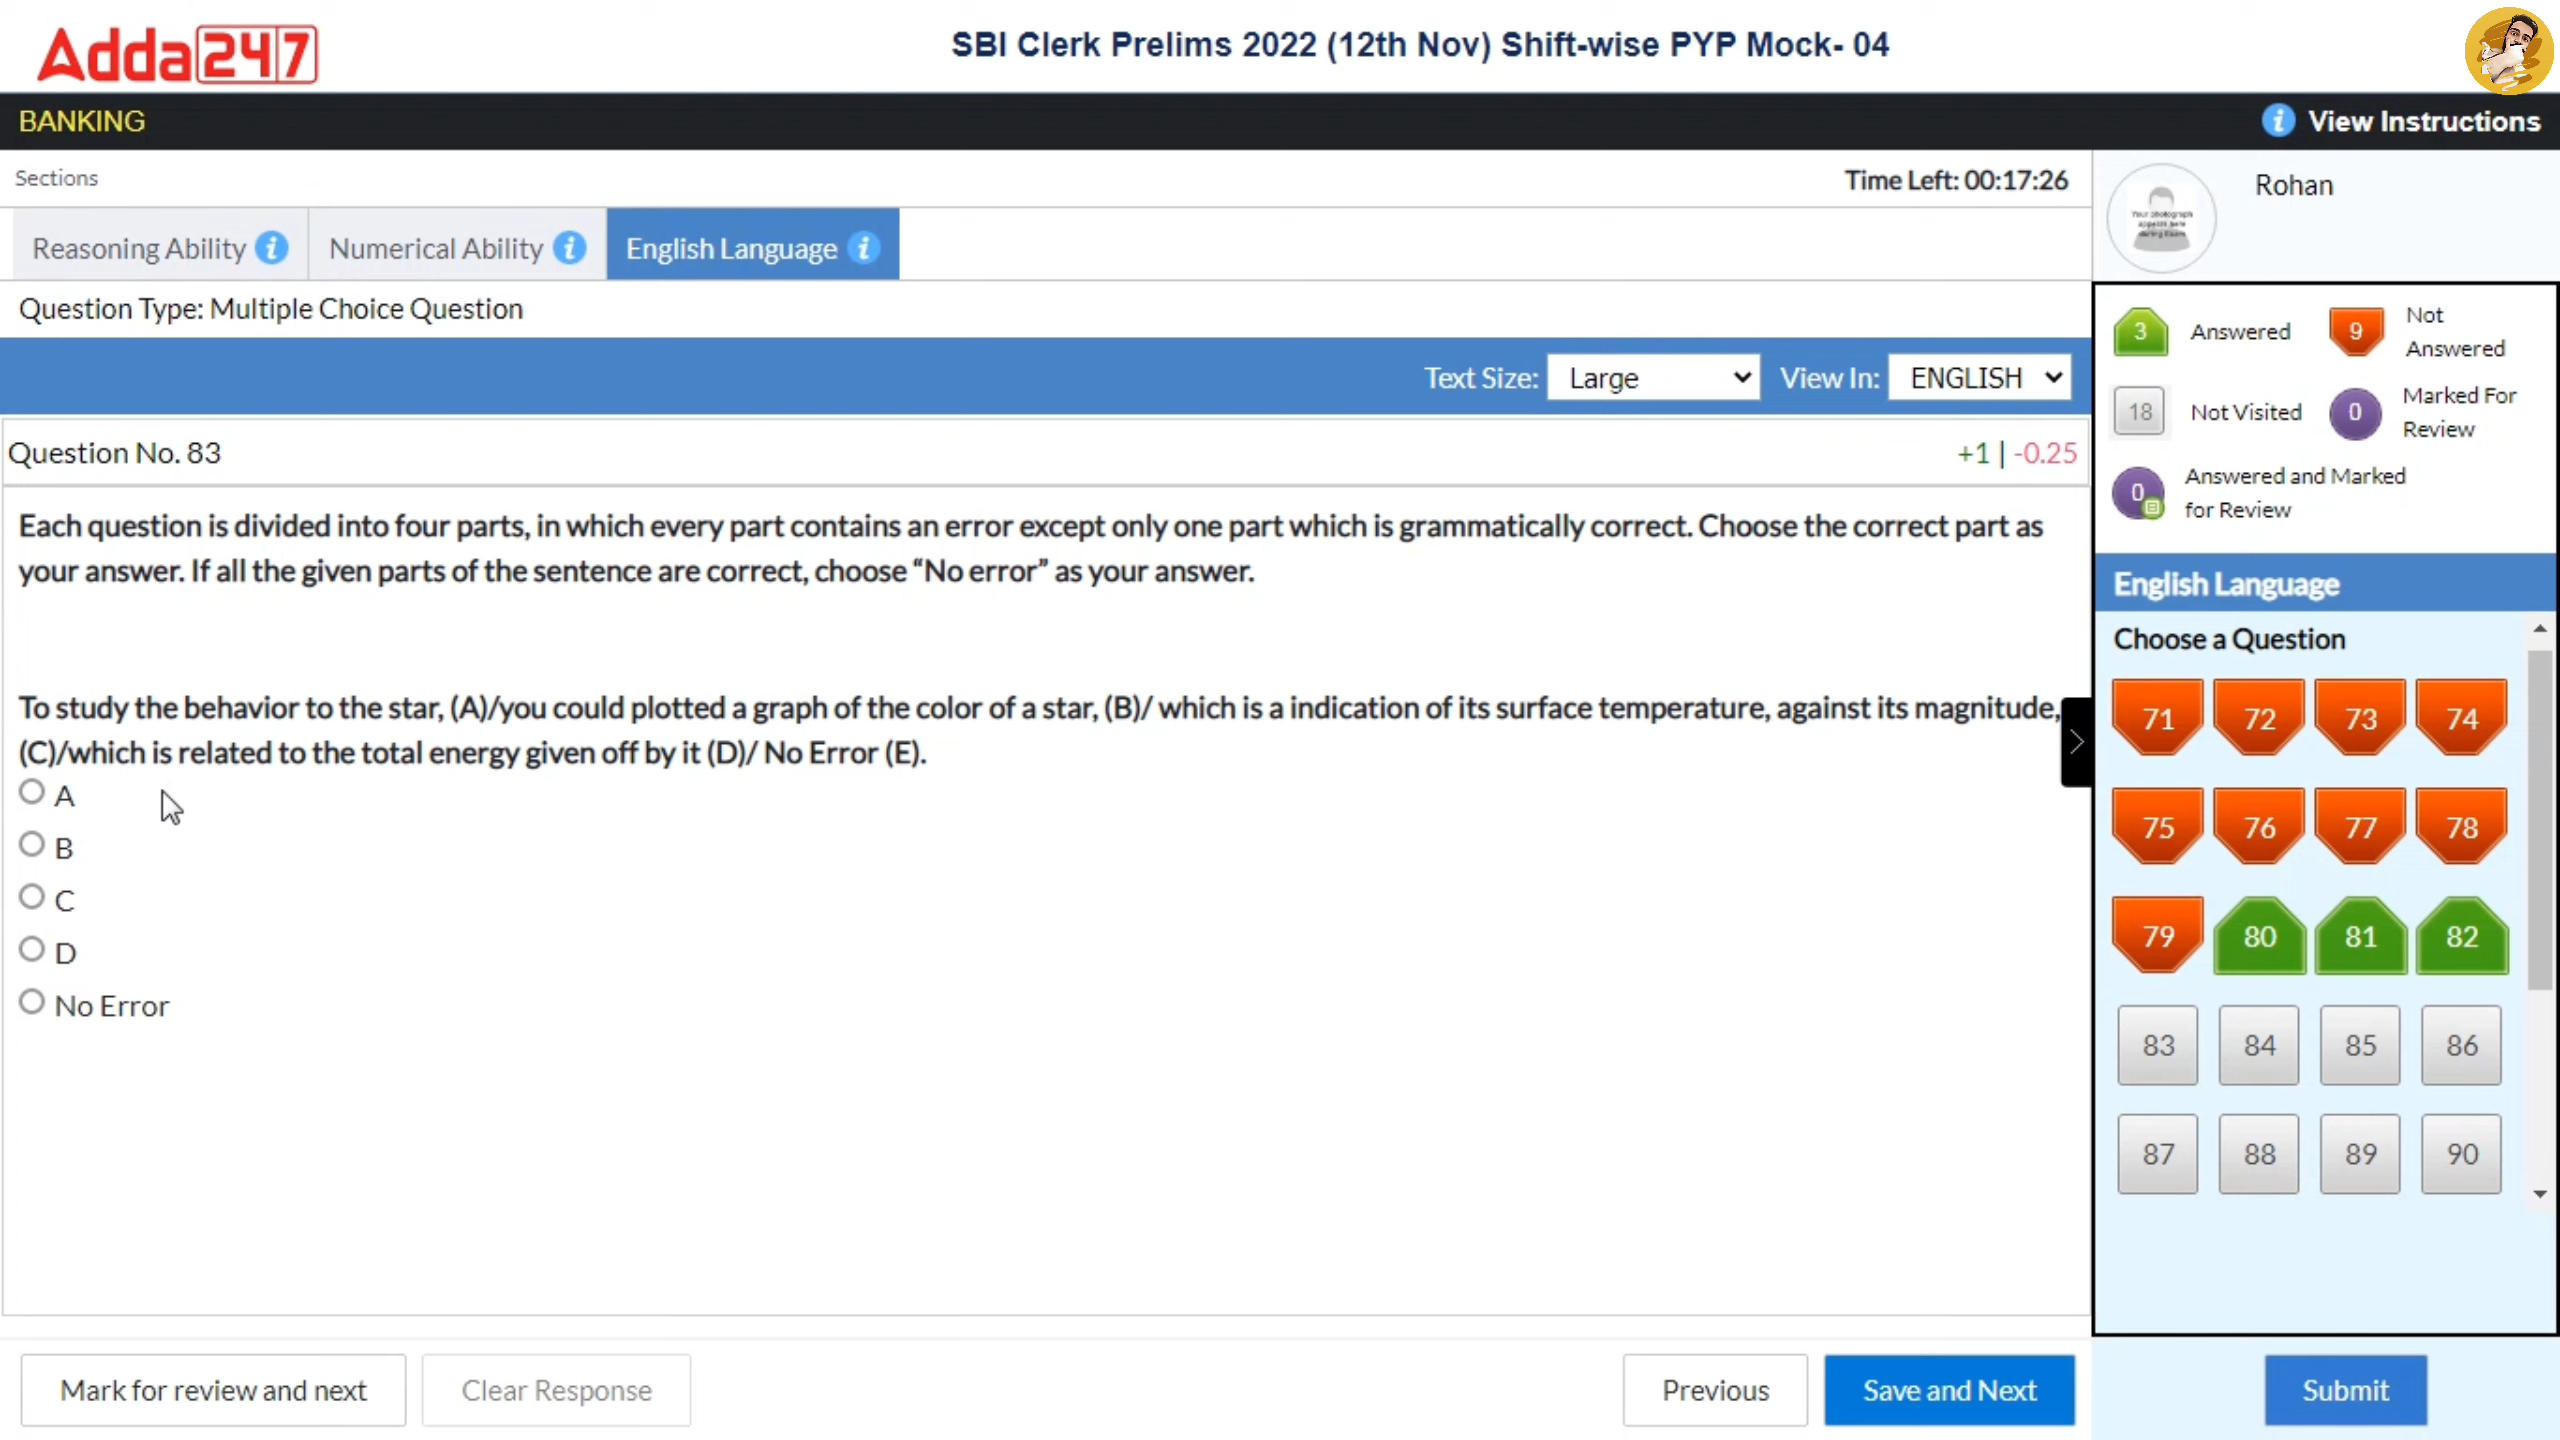 Adda247
SBI Clerk Prelims 2022 (12th Nov) Shift-wise PYP Mock- 04
BANKING
View Instructions
Sections
Time Left: 00:17:26
Rohan
Reasoning Ability
Numerical Ability
English Language
Question Type: Multiple Choice Question
3 Answered
9 Not Answered
18 Not Visited
0 Marked For Review
0 Answered and Marked for Review
Text Size: Large
View In: ENGLISH
Question No. 83
+1 | -0.25
Each question is divided into four parts, in which every part contains an error except only one part which is grammatically correct. Choose the correct part as
your answer. If all the given parts of the sentence are correct, choose “No error” as your answer.
To study the behavior to the star, (A)/you could plotted a graph of the color of a star, (B)/ which is a indication of its surface temperature, against its magnitude,
(C)/which is related to the total energy given off by it (D)/ No Error (E).
A
B
C
D
No Error
English Language
Choose a Question
71 72 73 74
75 76 77 78
79 80 81 82
83 84 85 86
87 88 89 90
Mark for review and next
Clear Response
Previous
Save and Next
Submit